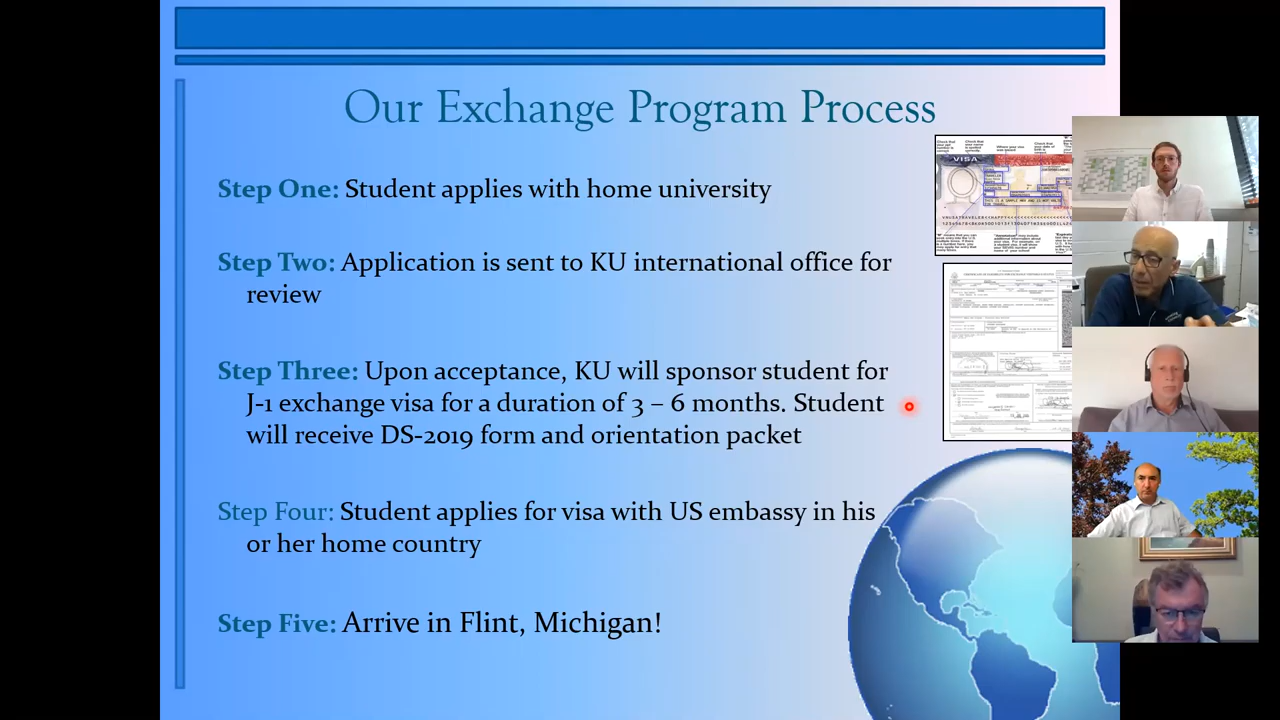 Our Exchange Program Process
Step One: Student applies with home university
Step Two: Application is sent to KU international office for
review
Step Three: Upon acceptance, KU will sponsor student for
J-1 exchange visa for a duration of 3 – 6 months. Student
will receive DS-2019 form and orientation packet
Step Four: Student applies for visa with US embassy in his
or her home country
Step Five: Arrive in Flint, Michigan!
VISA